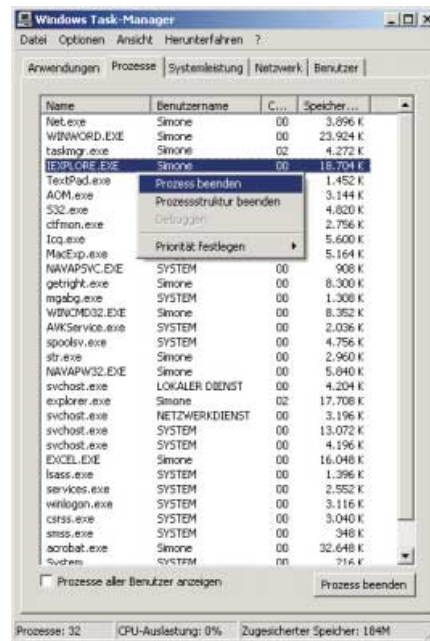 Windows Task-Manager
Datei Optionen Ansicht Herunterfahren ?
Anwendungen Prozesse Systemleistung Netzwerk Benutzer
Name Benutzername C... Speicher...
Net.exe Simone 00 3.896 K
WINWORD.EXE Simone 00 23.924 K
taskmgr.exe Simone 02 4.272 K
IEXPLORE.EXE Simone 00 18.704 K
TextPad.exe 1.452 K
AOM.exe 3.144 K
532.exe 4.820 K
ctfmon.exe 2.756 K
Icq.exe 5.600 K
MacExp.exe 5.164 K
Prozess beenden
Prozessstruktur beenden
Debuggen
Priorität festlegen
NAVAPSVC.EXE SYSTEM 00 908 K
getright.exe Simone 00 8.300 K
mgabg.exe SYSTEM 00 1.308 K
WINCMD32.EXE Simone 00 8.352 K
AVKService.exe SYSTEM 00 2.036 K
spoolsv.exe SYSTEM 00 4.756 K
str.exe Simone 00 2.960 K
NAVAPW32.EXE Simone 00 5.840 K
svchost.exe LOKALER DIENST 00 4.204 K
explorer.exe Simone 02 17.708 K
svchost.exe NETZWERKDIENST 00 3.196 K
svchost.exe SYSTEM 00 13.072 K
svchost.exe SYSTEM 00 4.196 K
EXCEL.EXE Simone 00 16.048 K
lsass.exe SYSTEM 00 1.396 K
services.exe SYSTEM 00 2.552 K
winlogon.exe SYSTEM 00 3.116 K
csrss.exe SYSTEM 00 3.040 K
smss.exe SYSTEM 00 348 K
acrobat.exe Simone 00 32.648 K
System SYSTEM 00 216 K
Prozesse aller Benutzer anzeigen
Prozess beenden
Prozesse: 32 CPU-Auslastung: 0% Zugesicherter Speicher: 184M